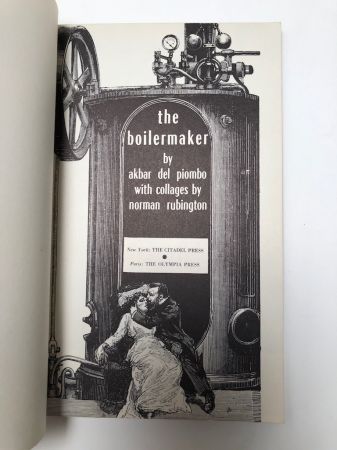 the
boilermaker
by
akbar del piombo
with collages by
norman rubington
New York: THE CITADEL PRESS
Paris: THE OLYMPIA PRESS